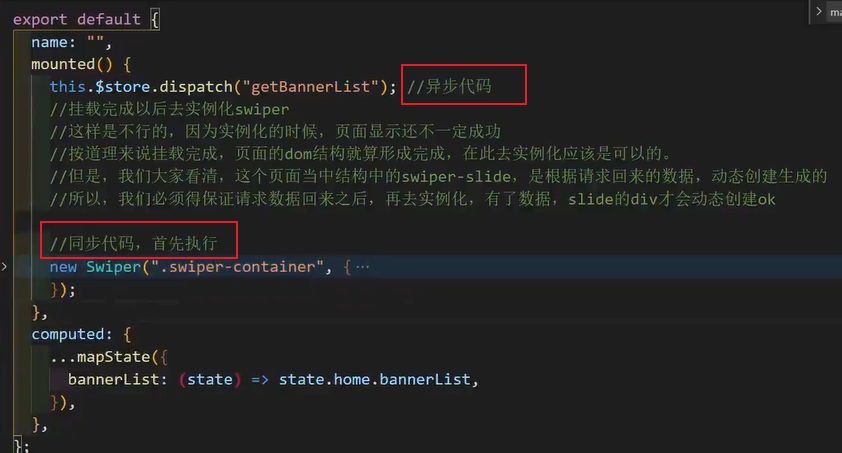 export default {
name: "",
mounted() {
this.$store.dispatch("getBannerList"); //异步代码
//挂载完成以后去实例化swiper
//这样是不行的，因为实例化的时候，页面显示还不一定成功
//按道理来说挂载完成，页面的dom结构就算形成完成，在此去实例化应该是可以的。
//但是，我们大家看清，这个页面当中结构中的swiper-slide，是根据请求回来的数据，动态创建生成的
//所以，我们必须得保证请求数据回来之后，再去实例化，有了数据，slide的div才会动态创建ok
//同步代码，首先执行
new Swiper(".swiper-container", {⋯
});
},
computed: {
...mapState({
bannerList: (state) => state.home.bannerList,
}),
},
};
> ma